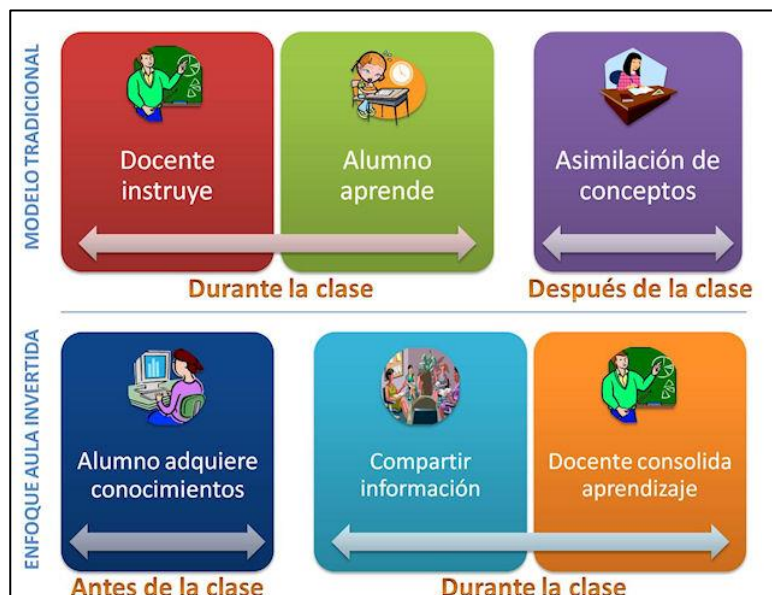 MODELO TRADICIONAL
Docente
instruye
Alumno
aprende
Asimilación de
conceptos
Durante la clase
Después de la clase
ENFOQUE AULA INVERTIDA
Alumno adquiere
conocimientos
Compartir
información
Docente consolida
aprendizaje
Antes de la clase
Durante la clase